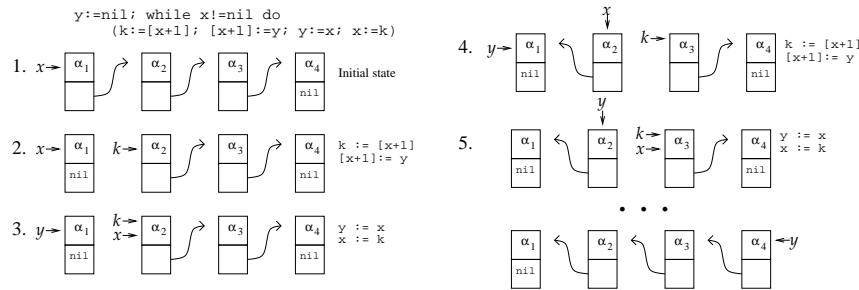 y:=nil; while x!=nil do
(k:=[x+1]; [x+1]:=y; y:=x; x:=k)
1. x α1 α2 α3 α4 Initial state
nil
2. x α1 k α2 α3 α4 k := [x+1]
nil nil [x+1]:= y
3. y α1 k x α2 α3 α4 y := x
nil nil x := k
x
4. y α1 α2 k α3 α4 k := [x+1]
nil nil [x+1]:= y
y
5. α1 α2 k x α3 α4 y := x
nil nil x := k
• • •
α1 α2 α3 α4 y
nil